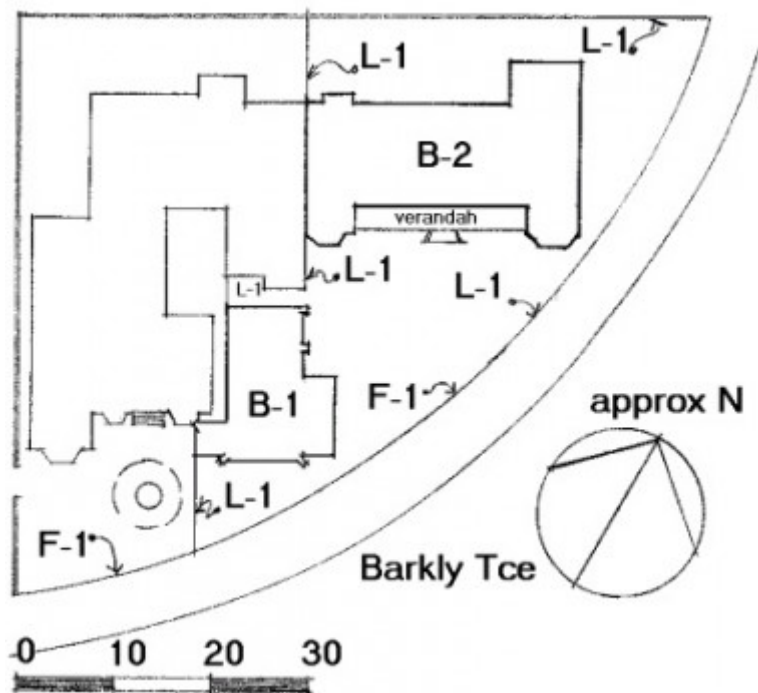 L-1
L-1
B-2
verandah
L-1
L-1
L-1
F-1
B-1
approx N
L-1
F-1
Barkly Tce
0 10 20 30